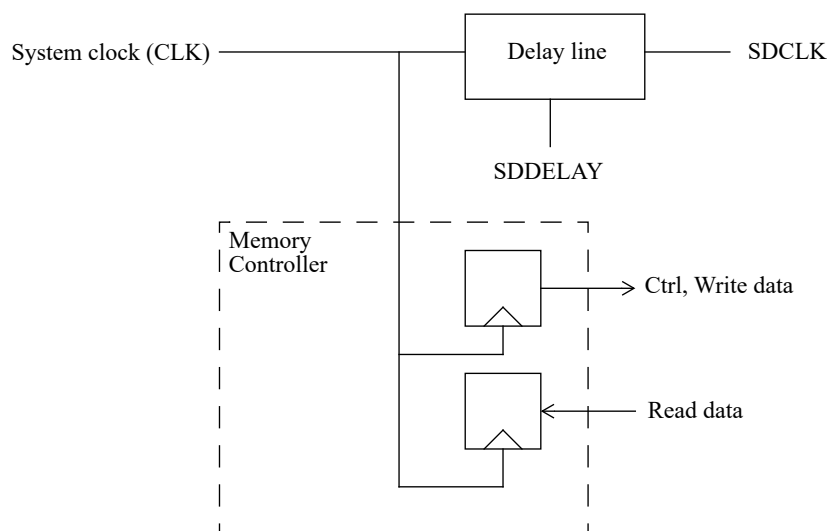 System clock (CLK)
Delay line
SDCLK
SDDELAY
Memory
Controller
Ctrl, Write data
Read data